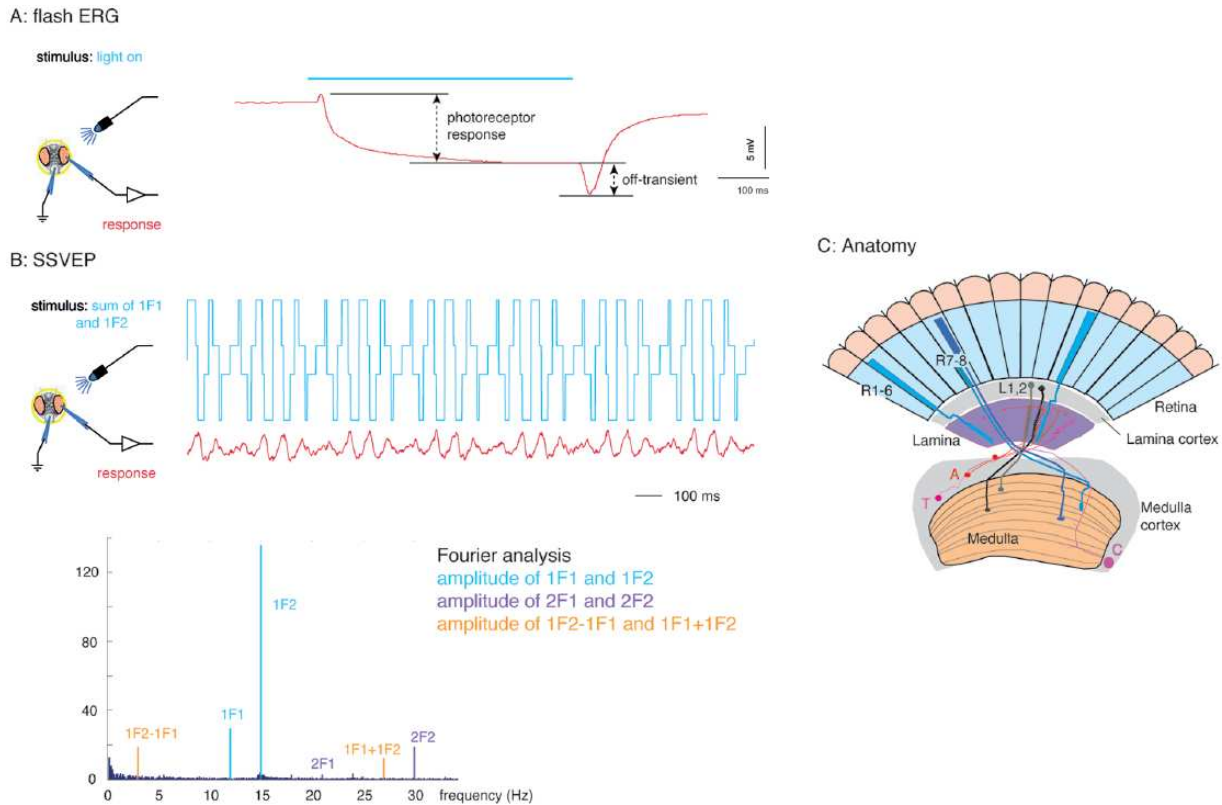 A: flash ERG
stimulus: light on
photoreceptor
response
off-transient
5 mV
100 ms
response
B: SSVEP
stimulus: sum of 1F1
and 1F2
response
100 ms
C: Anatomy
R7-8
R1-6
L1,2
Retina
Lamina
Lamina cortex
A
T
Medulla
cortex
Medulla
C
Fourier analysis
amplitude of 1F1 and 1F2
amplitude of 2F1 and 2F2
amplitude of 1F2-1F1 and 1F1+1F2
120
80
40
0
1F2
1F1
1F2-1F1
2F1
1F1+1F2
2F2
0 5 10 15 20 25 30 frequency (Hz)